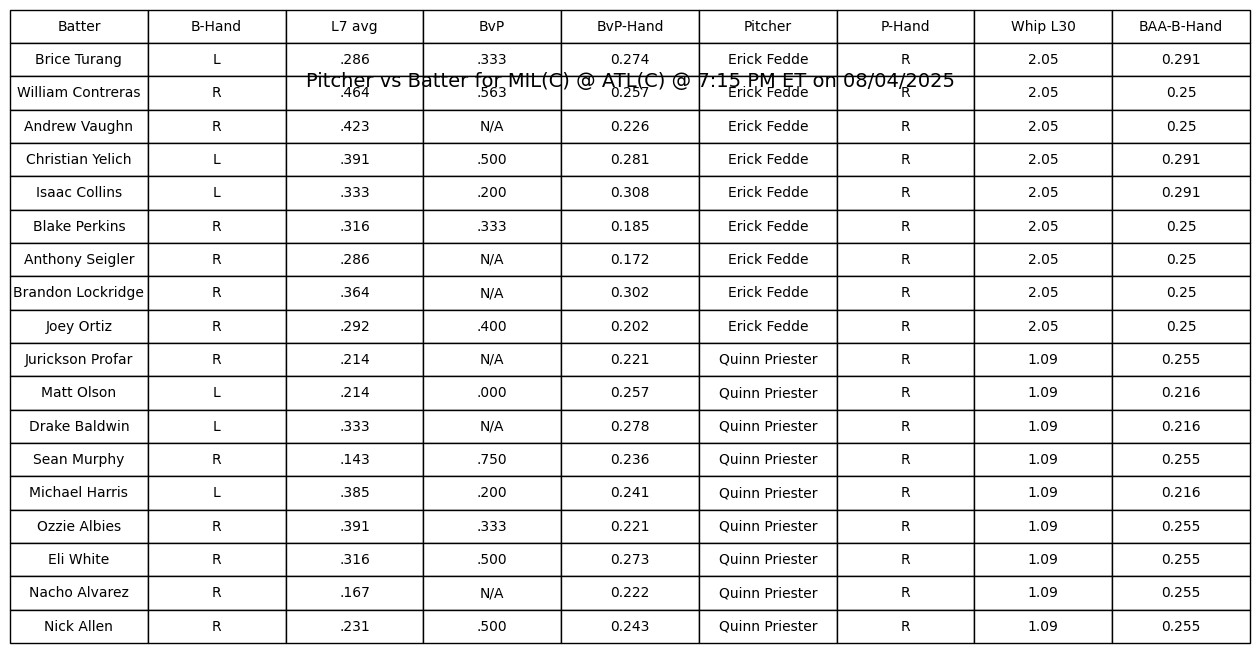 Batter B-Hand L7 avg BvP BvP-Hand Pitcher P-Hand Whip L30 BAA-B-Hand
Brice Turang L .286 .333 0.274 Erick Fedde R 2.05 0.291
Pitcher vs Batter for MIL(C) @ ATL(C) @ 7:15 PM ET on 08/04/2025
William Contreras R .464 .563 0.257 Erick Fedde R 2.05 0.25
Andrew Vaughn R .423 N/A 0.226 Erick Fedde R 2.05 0.25
Christian Yelich L .391 .500 0.281 Erick Fedde R 2.05 0.291
Isaac Collins L .333 .200 0.308 Erick Fedde R 2.05 0.291
Blake Perkins R .316 .333 0.185 Erick Fedde R 2.05 0.25
Anthony Seigler R .286 N/A 0.172 Erick Fedde R 2.05 0.25
Brandon Lockridge R .364 N/A 0.302 Erick Fedde R 2.05 0.25
Joey Ortiz R .292 .400 0.202 Erick Fedde R 2.05 0.25
Jurickson Profar R .214 N/A 0.221 Quinn Priester R 1.09 0.255
Matt Olson L .214 .000 0.257 Quinn Priester R 1.09 0.216
Drake Baldwin L .333 N/A 0.278 Quinn Priester R 1.09 0.216
Sean Murphy R .143 .750 0.236 Quinn Priester R 1.09 0.255
Michael Harris L .385 .200 0.241 Quinn Priester R 1.09 0.216
Ozzie Albies R .391 .333 0.221 Quinn Priester R 1.09 0.255
Eli White R .316 .500 0.273 Quinn Priester R 1.09 0.255
Nacho Alvarez R .167 N/A 0.222 Quinn Priester R 1.09 0.255
Nick Allen R .231 .500 0.243 Quinn Priester R 1.09 0.255